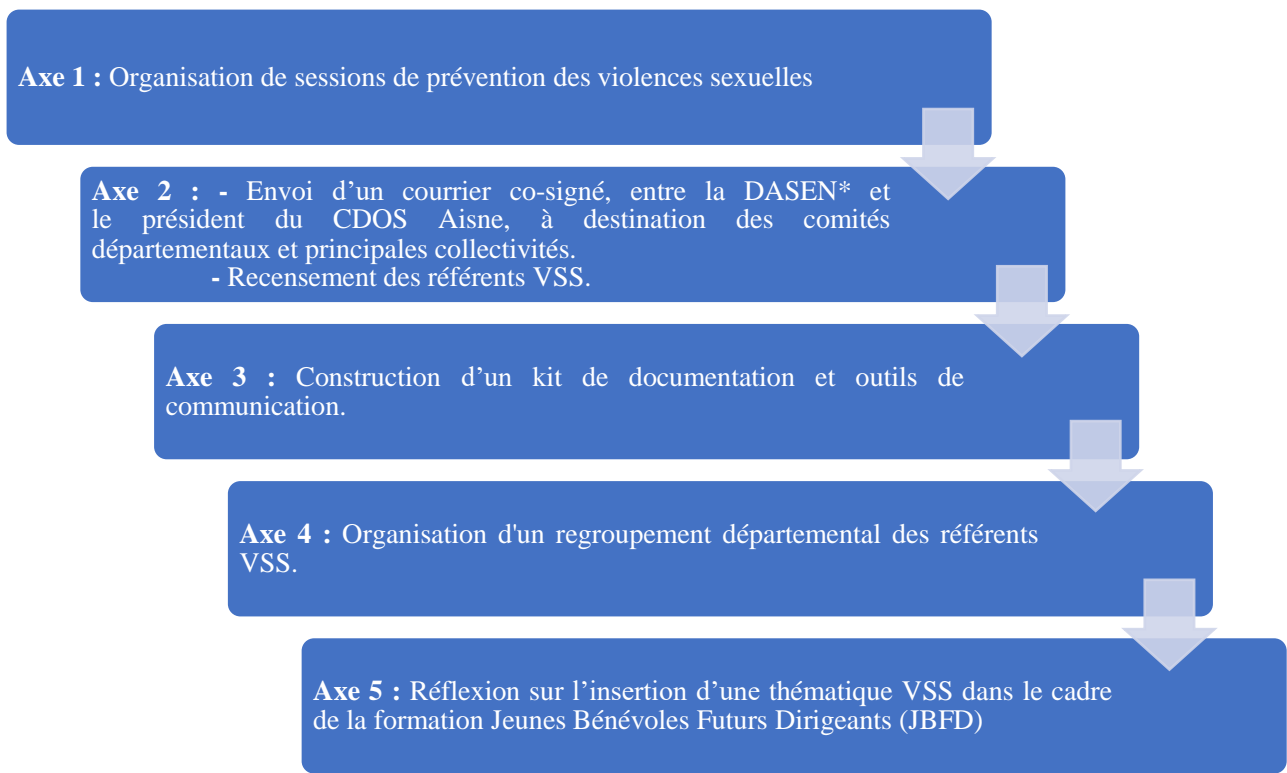 Axe 1 : Organisation de sessions de prévention des violences sexuelles
Axe 2 : - Envoi d’un courrier co-signé, entre la DASEN* et
le président du CDOS Aisne, à destination des comités
départementaux et principales collectivités.
- Recensement des référents VSS.
Axe 3 : Construction d’un kit de documentation et outils de
communication.
Axe 4 : Organisation d'un regroupement départemental des référents
VSS.
Axe 5 : Réflexion sur l’insertion d’une thématique VSS dans le cadre
de la formation Jeunes Bénévoles Futurs Dirigeants (JBFD)